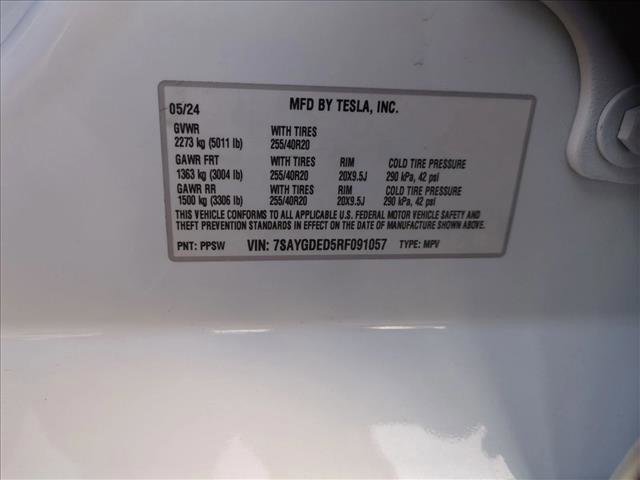 05/24 MFD BY TESLA, INC.
GVWR WITH TIRES
2273 kg (5011 lb) 255/40R20
GAWR FRT WITH TIRES RIM COLD TIRE PRESSURE
1363 kg (3004 lb) 255/40R20 20X9.5J 290 kPa, 42 psi
GAWR RR WITH TIRES RIM COLD TIRE PRESSURE
1500 kg (3306 lb) 255/40R20 20X9.5J 290 kPa, 42 psi
THIS VEHICLE CONFORMS TO ALL APPLICABLE U.S. FEDERAL MOTOR VEHICLE SAFETY AND
THEFT PREVENTION STANDARDS IN EFFECT ON THE DATE OF MANUFACTURE SHOWN ABOVE.
PNT: PPSW VIN: 7SAYGDED5RF091057 TYPE: MPV